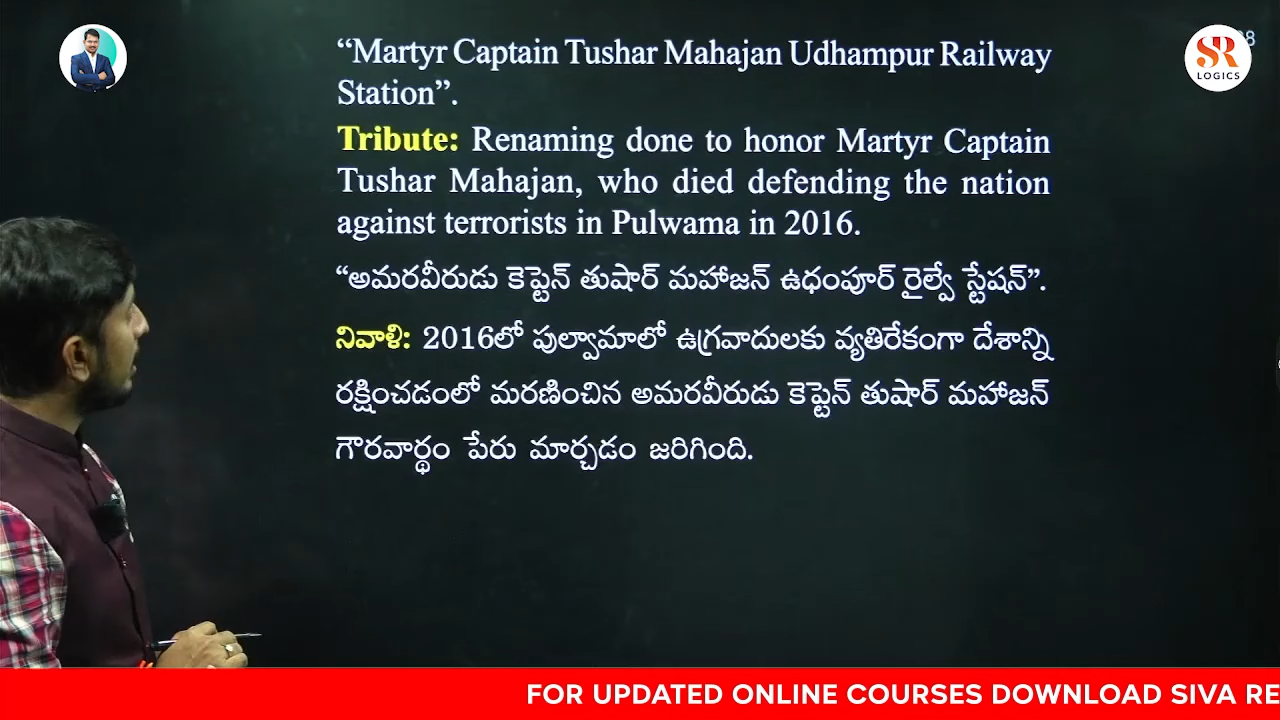 “Martyr Captain Tushar Mahajan Udhampur Railway
Station”.
Tribute: Renaming done to honor Martyr Captain
Tushar Mahajan, who died defending the nation
against terrorists in Pulwama in 2016.
“అమరవీరుడు కెప్టెన్ తుషార్ మహాజన్ ఉధంపూర్ రైల్వే స్టేషన్”.
నివాళి: 2016లో పుల్వామాలో ఉగ్రవాదులకు వ్యతిరేకంగా దేశాన్ని
రక్షించడంలో మరణించిన అమరవీరుడు కెప్టెన్ తుషార్ మహాజన్
గౌరవార్థం పేరు మార్చడం జరిగింది.
SR
LOGICS
FOR UPDATED ONLINE COURSES DOWNLOAD SIVA RE